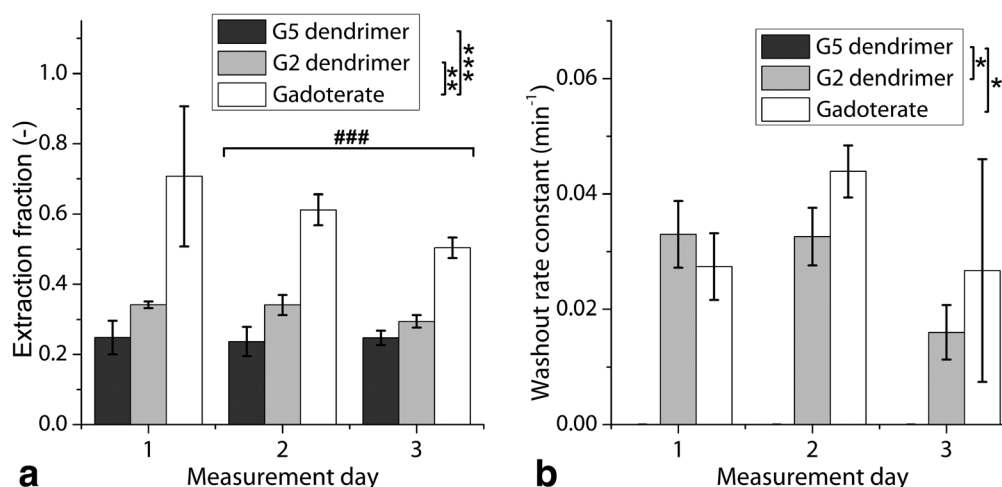 G5 dendrimer
G2 dendrimer
Gadoterate
***
**
###
Extraction fraction (-)
1.0
0.8
0.6
0.4
0.2
0.0
1 2 3
Measurement day
a
G5 dendrimer
G2 dendrimer
Gadoterate
*
*
Washout rate constant (min⁻¹)
0.06
0.04
0.02
0.00
1 2 3
Measurement day
b